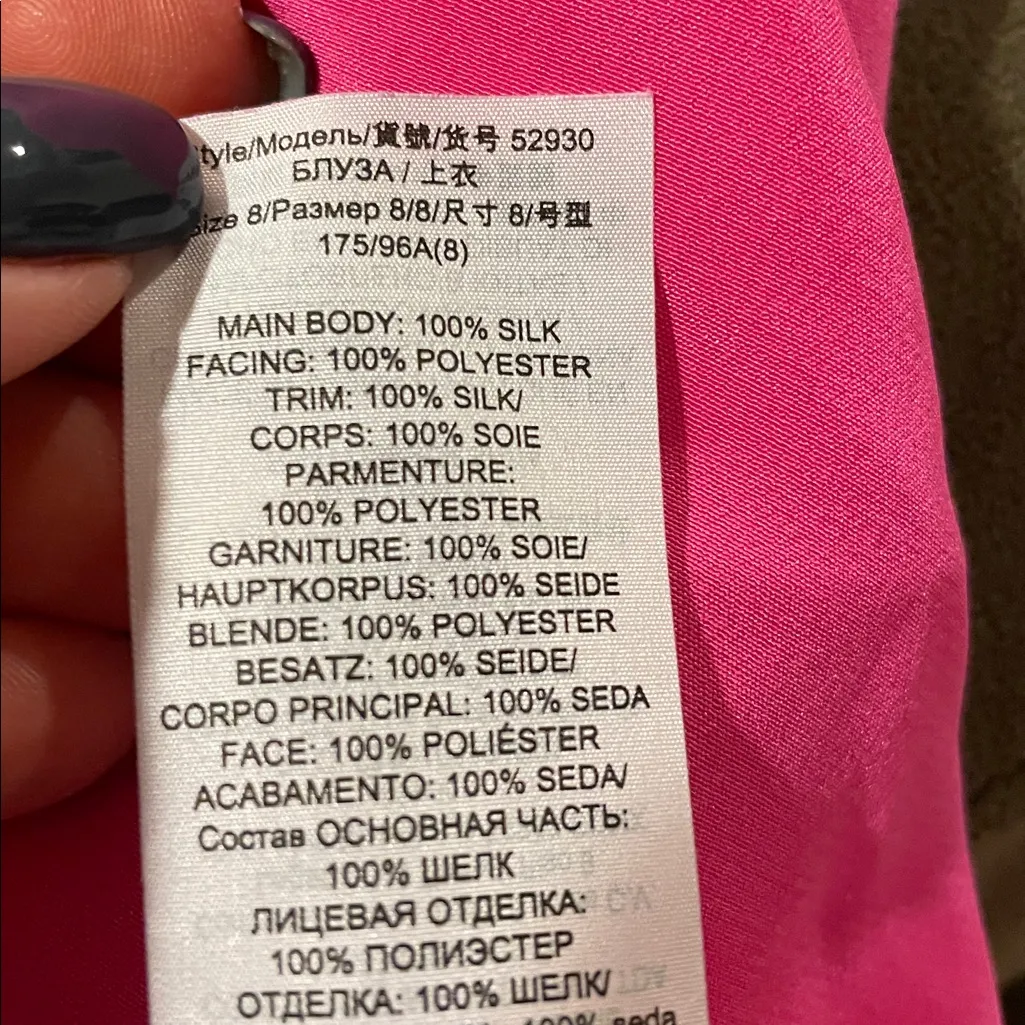 tyle/Модель/貨號/货号 52930
БЛУЗА / 上衣
Size 8/Размер 8/8/尺寸 8/号型
175/96A(8)
MAIN BODY: 100% SILK
FACING: 100% POLYESTER
TRIM: 100% SILK/
CORPS: 100% SOIE
PARMENTURE:
100% POLYESTER
GARNITURE: 100% SOIE/
HAUPTKORPUS: 100% SEIDE
BLENDE: 100% POLYESTER
BESATZ: 100% SEIDE/
CORPO PRINCIPAL: 100% SEDA
FACE: 100% POLIÉSTER
ACABAMENTO: 100% SEDA/
Состав ОСНОВНАЯ ЧАСТЬ:
100% ШЕЛК
ЛИЦЕВАЯ ОТДЕЛКА:
100% ПОЛИЭСТЕР
ОТДЕЛКА: 100% ШЕЛК/
100% seda